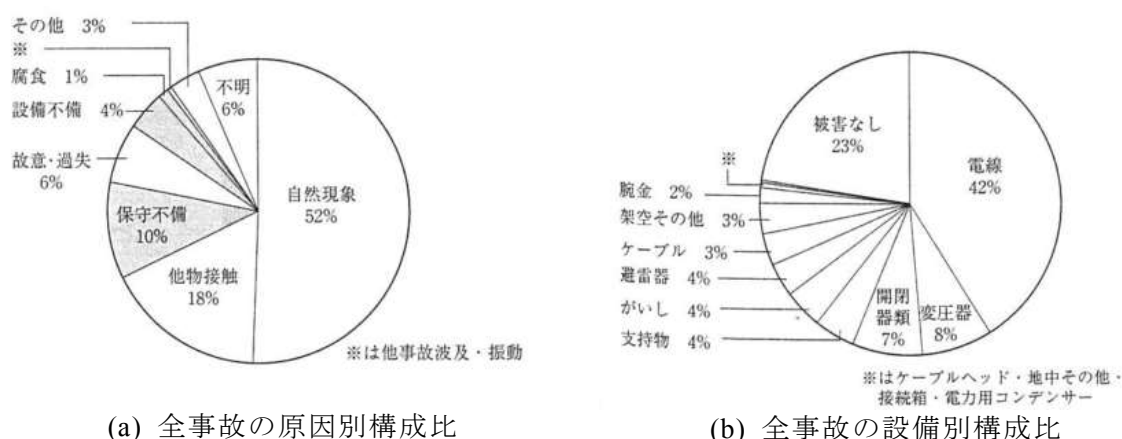 その他 3%
※
腐食 1%
設備不備 4%
故意・過失
6%
保守不備
10%
他物接触
18%
不明
6%
自然現象
52%
※は他事故波及・振動
(a) 全事故の原因別構成比
被害なし
23%
電線
42%
※
腕金 2%
架空その他 3%
ケーブル 3%
避雷器 4%
がいし 4%
支持物 4%
開閉
器類
7%
変圧器
8%
※はケーブルヘッド・地中その他・
接続箱・電力用コンデンサー
(b) 全事故の設備別構成比